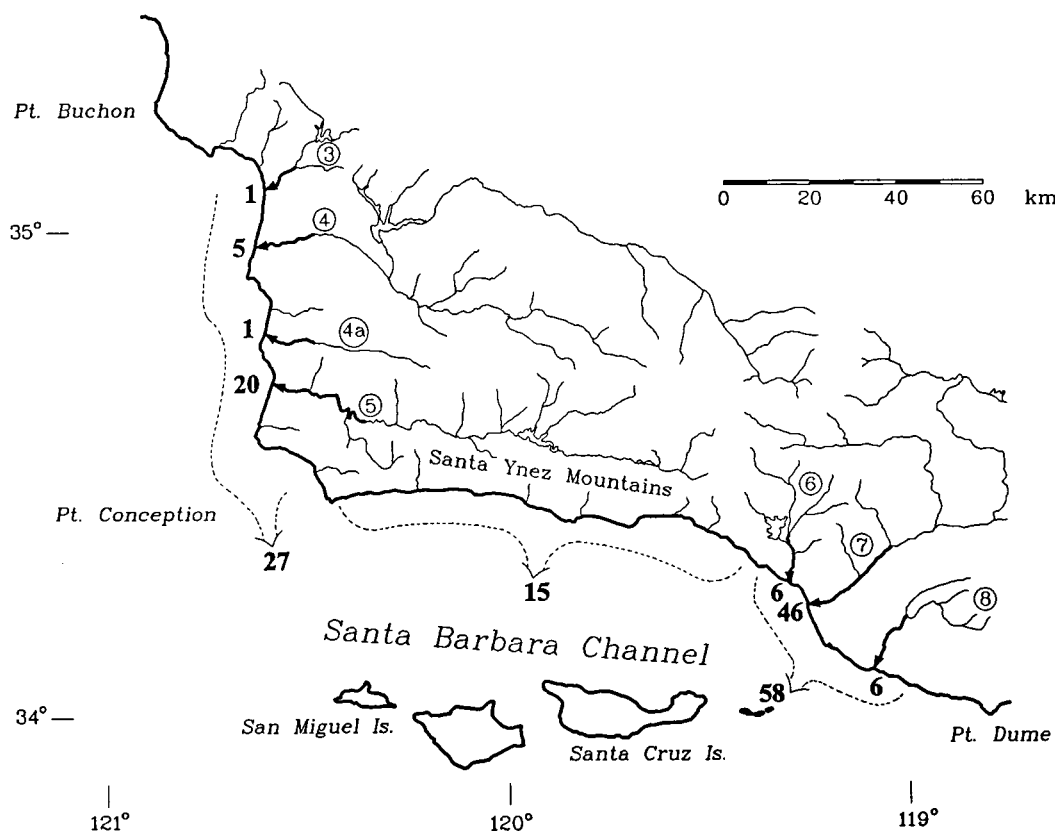 Pt. Buchon
③
1
0 20 40 60 km
35°
④
5
1
4a
20
⑤
Santa Ynez Mountains
⑥
Pt. Conception
⑦
27
15
6
46
⑧
Santa Barbara Channel
58
6
San Miguel Is.
34°
Santa Cruz Is.
Pt. Dume
121°
120°
119°